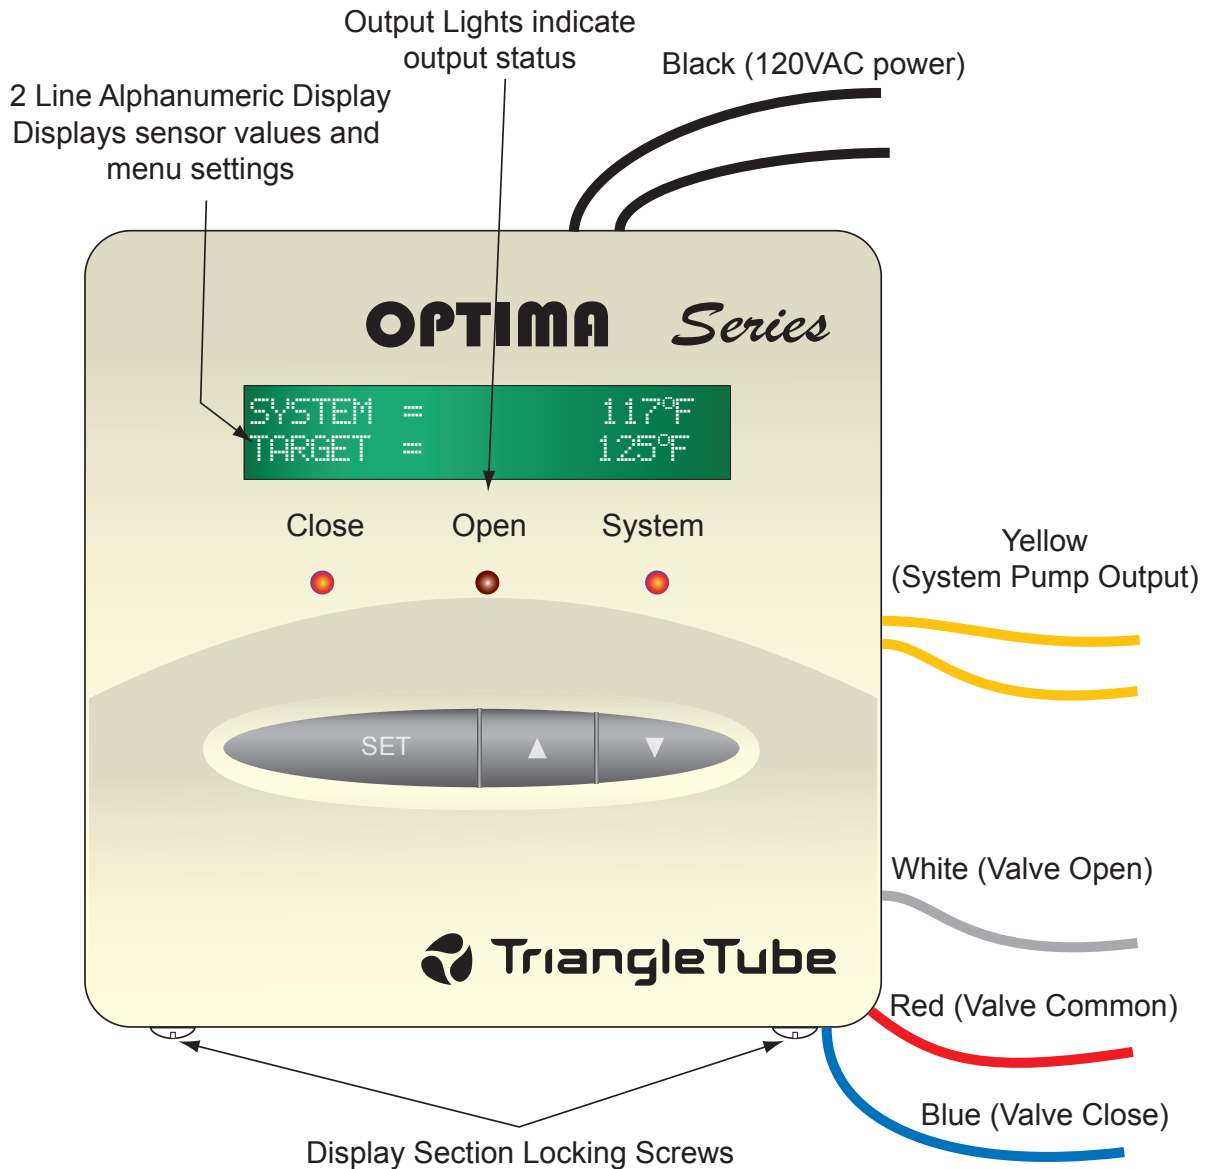 Output Lights indicate
output status
Black (120VAC power)
2 Line Alphanumeric Display
Displays sensor values and
menu settings
OPTIMA Series
SYSTEM = 117°F
TARGET = 125°F
Close Open System
Yellow
(System Pump Output)
SET ▲ ▼
White (Valve Open)
TriangleTube
Red (Valve Common)
Blue (Valve Close)
Display Section Locking Screws